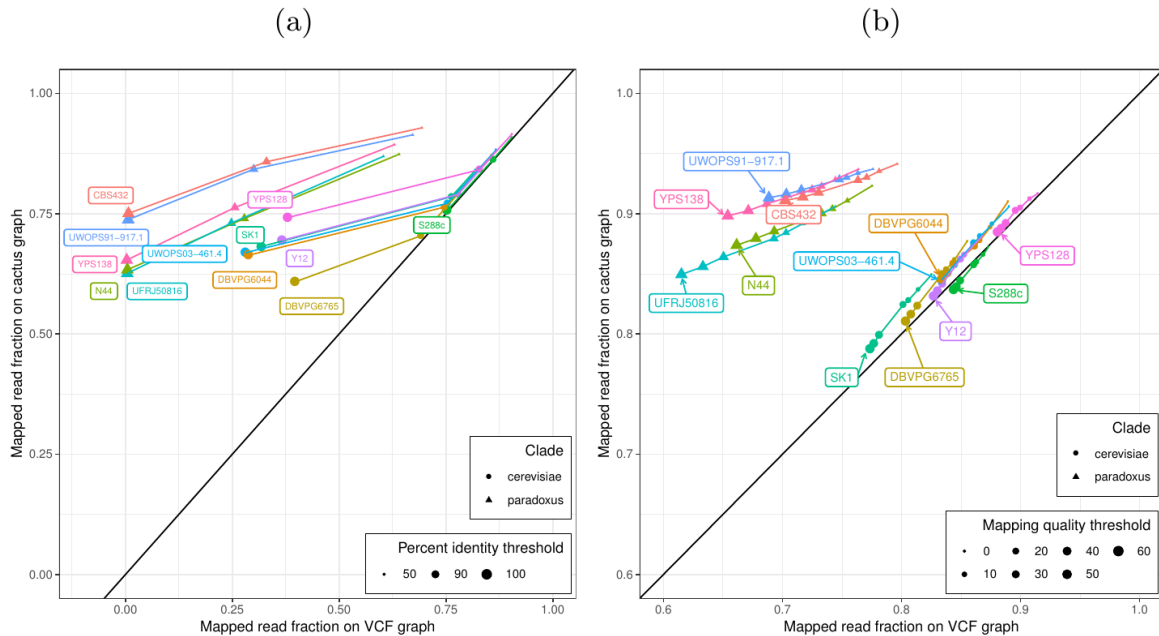 (a)
(b)
Mapped read fraction on cactus graph
1.00
0.75
0.50
0.25
0.00
CBS432
UWOPS91-917.1
YPS138
N44
UFRJ50816
YPS128
SK1
UWOPS03-461.4
Y12
DBVPG6044
DBVPG6765
S288c
Clade
cerevisiae
paradoxus
Percent identity threshold
50 90 100
0.00 0.25 0.50 0.75 1.00
Mapped read fraction on VCF graph
Mapped read fraction on cactus graph
1.0
0.9
0.8
0.7
0.6
UWOPS91-917.1
YPS138
CBS432
DBVPG6044
UWOPS03-461.4
N44
UFRJ50816
YPS128
S288c
Y12
SK1
DBVPG6765
Clade
cerevisiae
paradoxus
Mapping quality threshold
0 20 40 60
10 30 50
0.6 0.7 0.8 0.9 1.0
Mapped read fraction on VCF graph